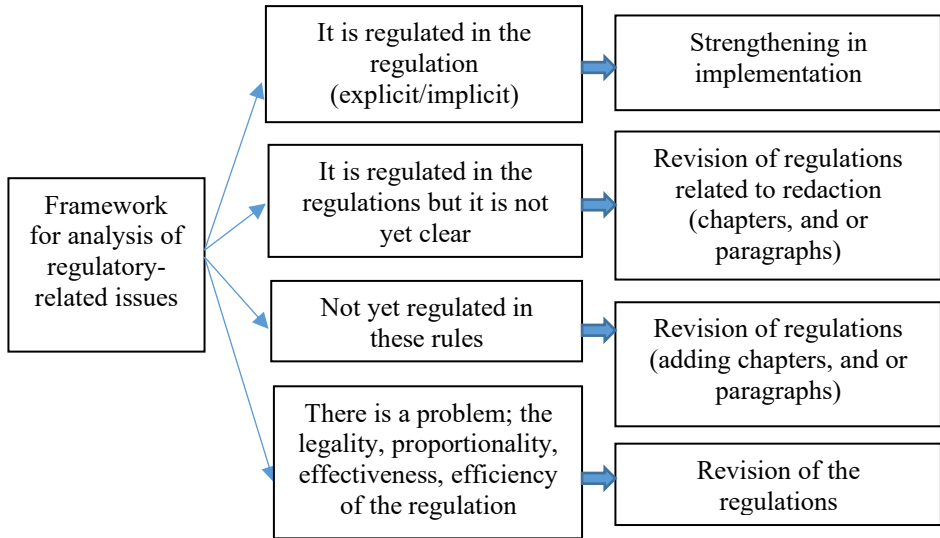 It is regulated in the
regulation
(explicit/implicit)
Strengthening in
implementation
Framework
for analysis of
regulatory-
related issues
It is regulated in the
regulations but it is not
yet clear
Revision of regulations
related to redaction
(chapters, and or
paragraphs)
Not yet regulated in
these rules
Revision of regulations
(adding chapters, and or
paragraphs)
There is a problem; the
legality, proportionality,
effectiveness, efficiency
of the regulation
Revision of the
regulations